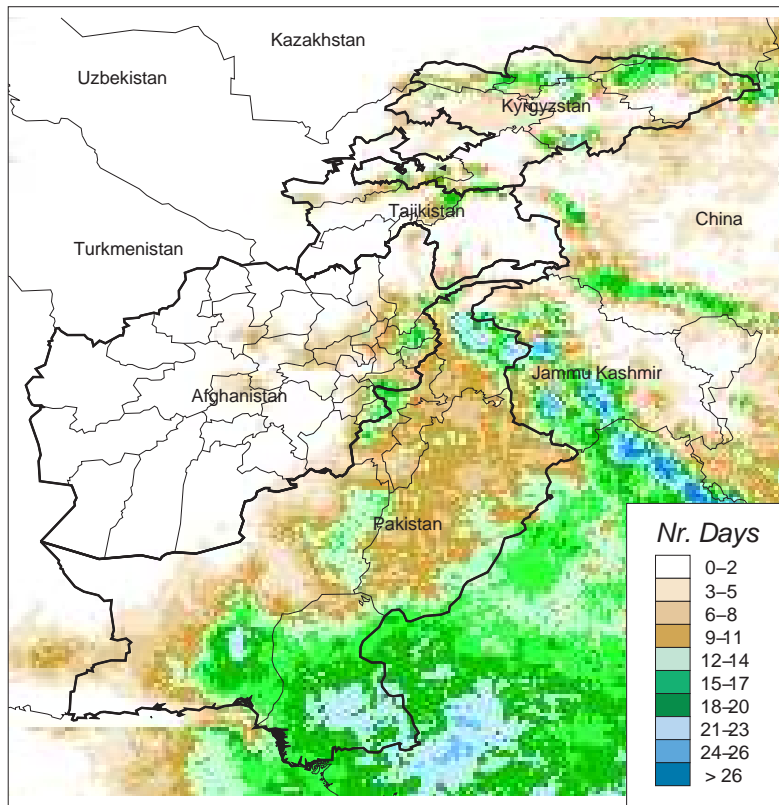 Kazakhstan
Uzbekistan
Kyrgyzstan
Tajikistan
China
Turkmenistan
Jammu Kashmir
Afghanistan
Pakistan
Nr. Days
0–2
3–5
6–8
9–11
12–14
15–17
18–20
21–23
24–26
> 26